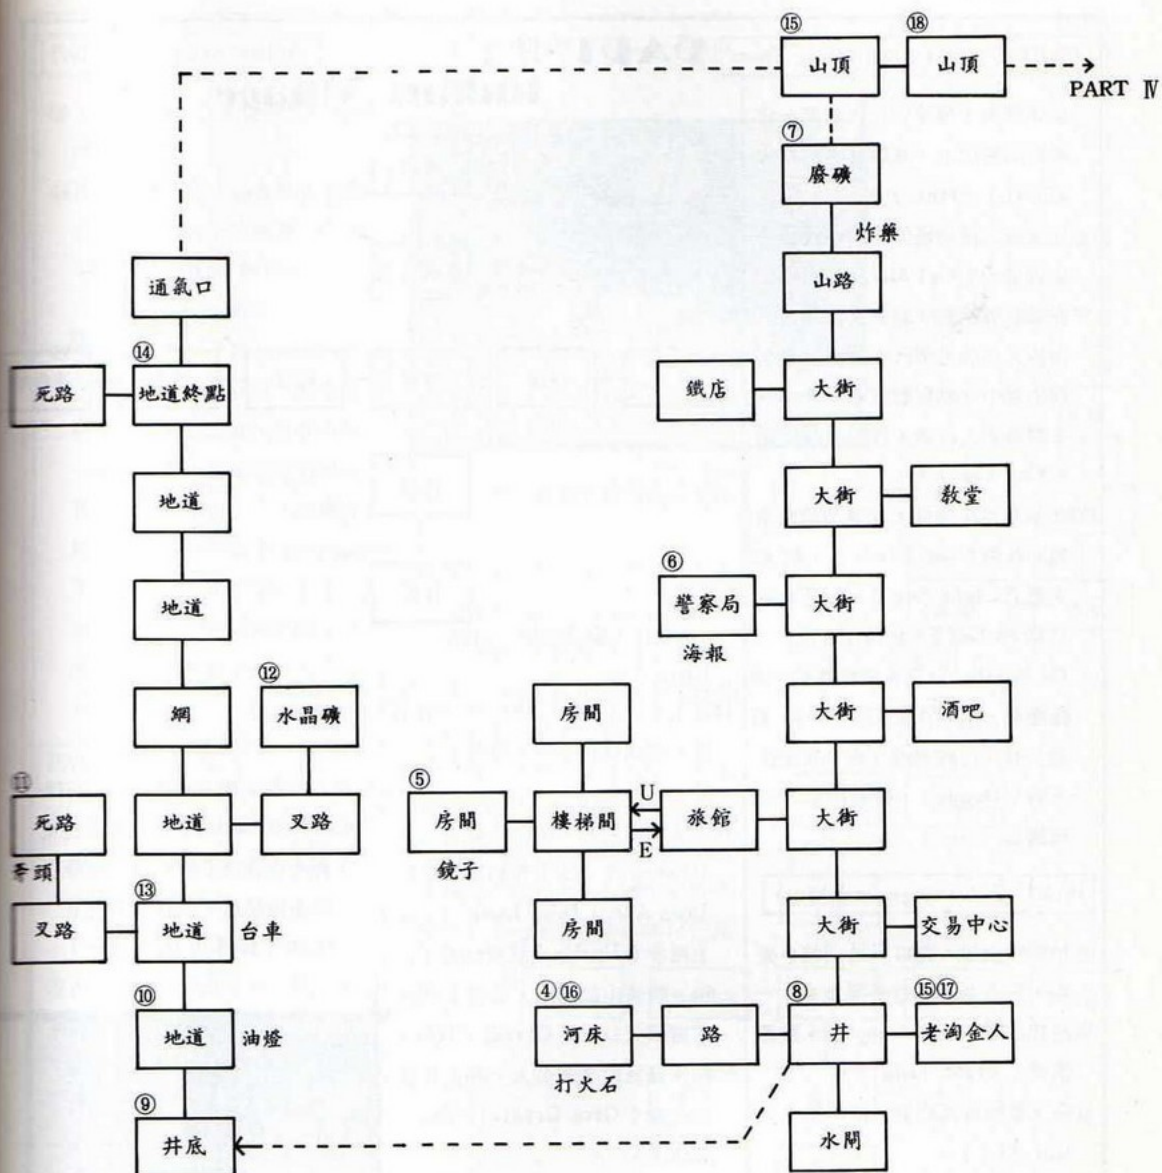 ⑮ ⑱
山頂 山頂
PART Ⅳ
⑦
廢礦
炸藥
通氣口 山路
⑭
死路 地道終點 鐵店 大街
地道 大街 教堂
⑥
地道 警察局 大街
海報
⑫
網 水晶礦 房間 大街 酒吧
⑪ ⑤ U
死路 地道 叉路 房間 樓梯間 旅館 大街
E
鏡子
⑬
叉路 地道 台車 房間 大街 交易中心
⑩ ④⑯ ⑧ ⑮⑰
地道 油燈 河床 路 井 老淘金人
打火石
⑨
井底 水閘